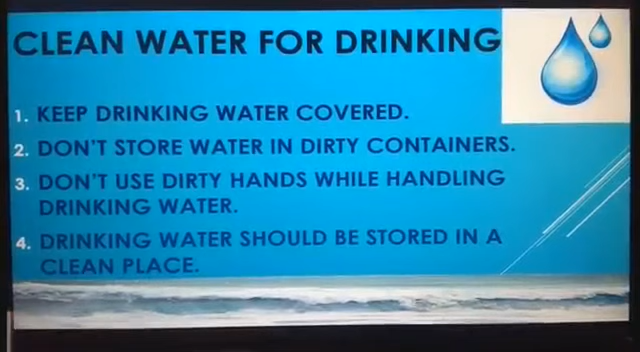 CLEAN WATER FOR DRINKING
1. KEEP DRINKING WATER COVERED.
2. DON'T STORE WATER IN DIRTY CONTAINERS.
3. DON'T USE DIRTY HANDS WHILE HANDLING
DRINKING WATER.
4. DRINKING WATER SHOULD BE STORED IN A
CLEAN PLACE.